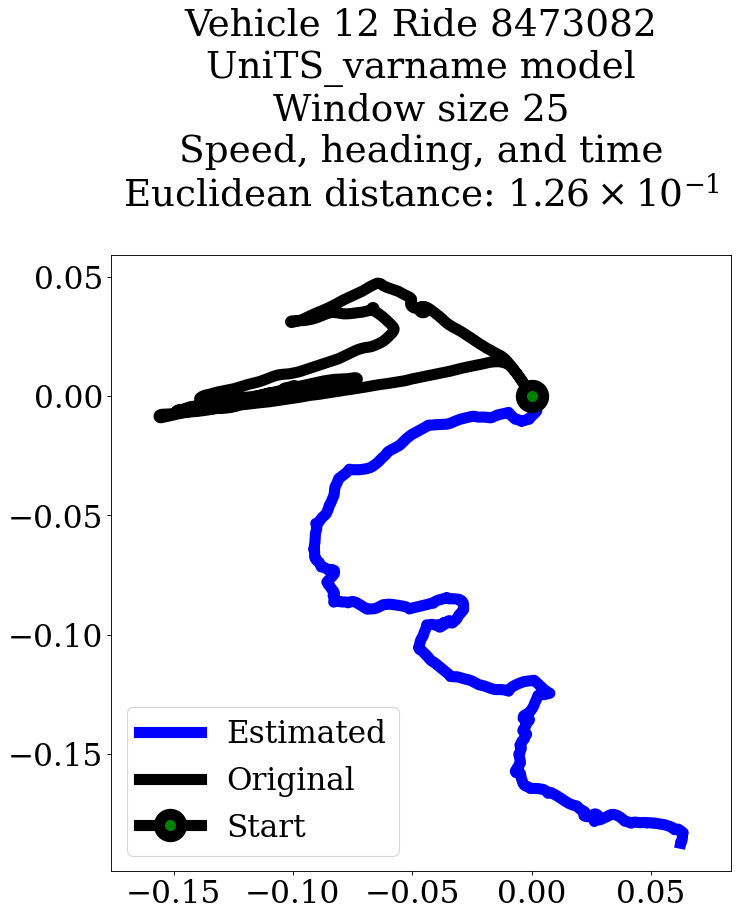 Vehicle 12 Ride 8473082
UniTS_varname model
Window size 25
Speed, heading, and time
Euclidean distance: 1.26 × 10⁻¹
0.05
0.00
−0.05
−0.10
−0.15
Estimated
Original
Start
−0.15 −0.10 −0.05 0.00 0.05